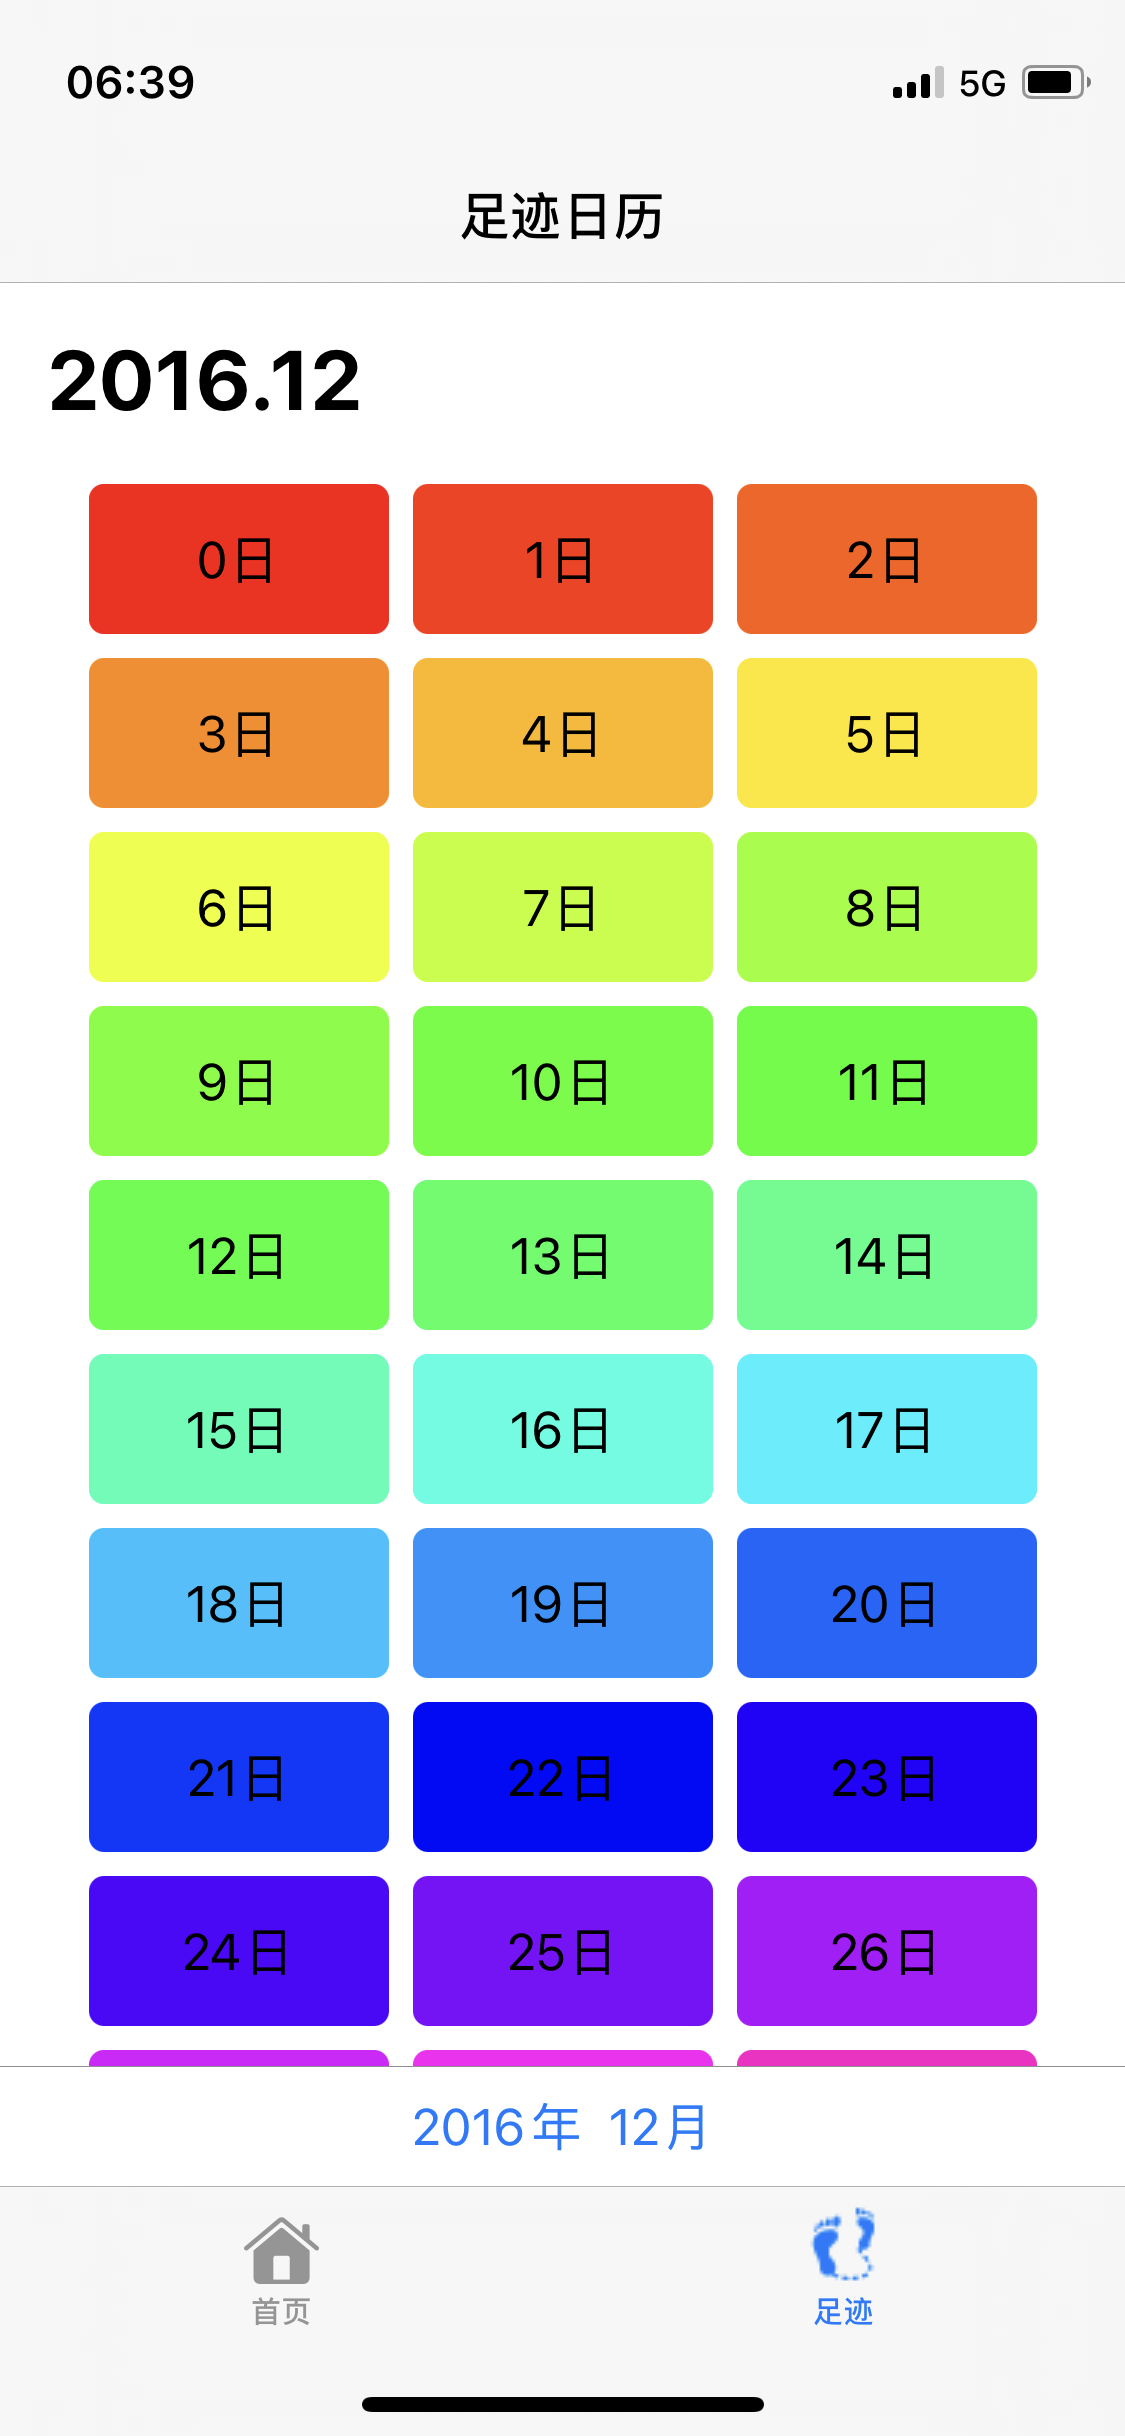 06:39
5G
足迹日历
2016.12
0日 1日 2日
3日 4日 5日
6日 7日 8日
9日 10日 11日
12日 13日 14日
15日 16日 17日
18日 19日 20日
21日 22日 23日
24日 25日 26日
2016年 12月
首页 足迹